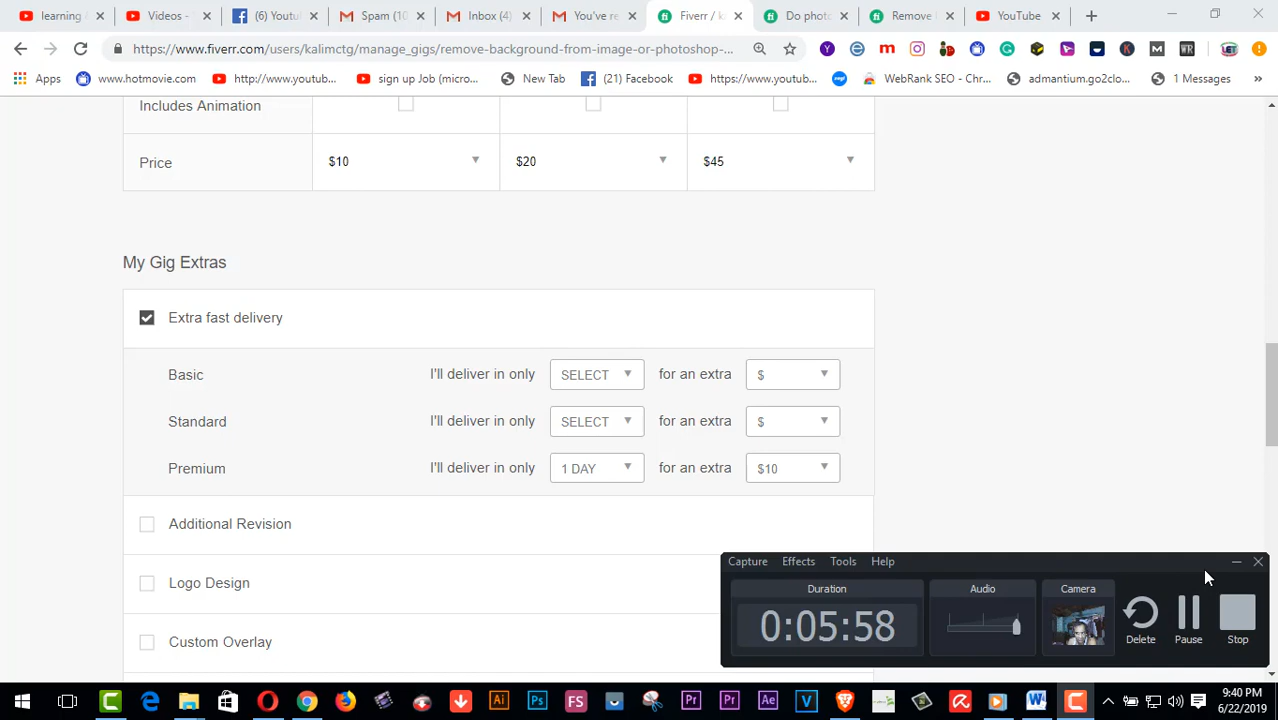 learning /
Videos -
(6) Youtu
Spam (10
Inbox (4)
You've re
Fiverr / k
Do photo
Remove
YouTube
https://www.fiverr.com/users/kalimctg/manage_gigs/remove-background-from-image-or-photoshop-...
Apps
www.hotmovie.com
http://www.youtub...
sign up Job (micro...
New Tab
(21) Facebook
https://www.youtub...
WebRank SEO - Chr...
admantium.go2clo...
1 Messages
»
Includes Animation
Price $10 $20 $45
My Gig Extras
Extra fast delivery
Basic I'll deliver in only SELECT for an extra $
Standard I'll deliver in only SELECT for an extra $
Premium I'll deliver in only 1 DAY for an extra $10
Additional Revision
Logo Design
Custom Overlay
Capture Effects Tools Help
Duration Audio Camera
0:05:58
Delete Pause Stop
9:40 PM
6/22/2019